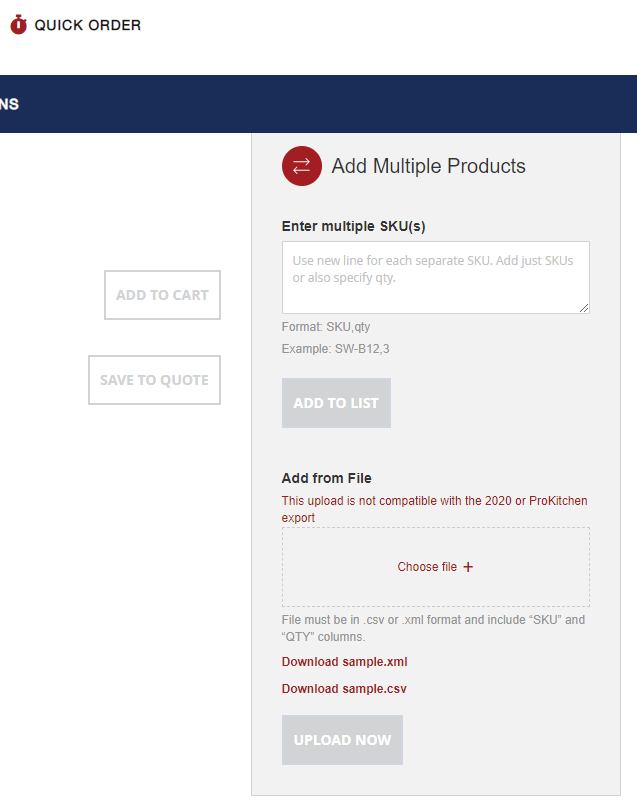 QUICK ORDER
NS
Add Multiple Products
Enter multiple SKU(s)
Use new line for each separate SKU. Add just SKUs
or also specify qty.
Format: SKU,qty
Example: SW-B12,3
ADD TO CART
SAVE TO QUOTE
ADD TO LIST
Add from File
This upload is not compatible with the 2020 or ProKitchen
export
Choose file +
File must be in .csv or .xml format and include “SKU” and
“QTY” columns.
Download sample.xml
Download sample.csv
UPLOAD NOW